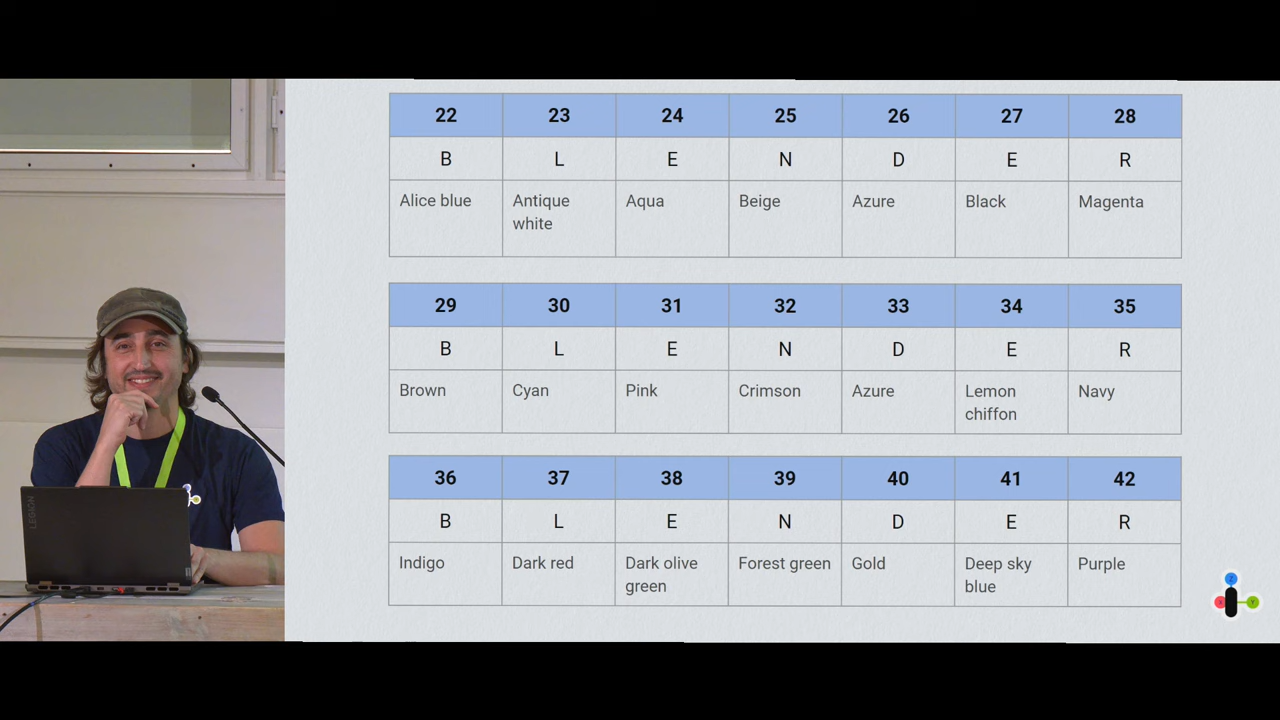 22 23 24 25 26 27 28
B L E N D E R
Alice blue Antique white Aqua Beige Azure Black Magenta
29 30 31 32 33 34 35
B L E N D E R
Brown Cyan Pink Crimson Azure Lemon chiffon Navy
36 37 38 39 40 41 42
B L E N D E R
Indigo Dark red Dark olive green Forest green Gold Deep sky blue Purple
LEGION
Z
X Y